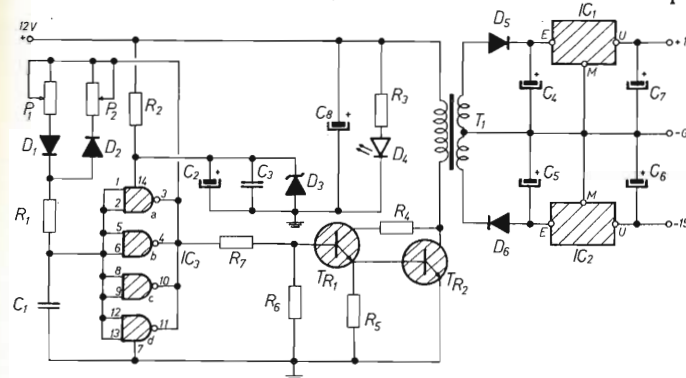 12V
+
P1
P2
D1
D2
R1
C1
R2
1
2
14
3
a
5
6
4
b
8
9
10
c
12
13
11
d
7
IC3
C2
+
C3
D3
C8
+
R3
D4
R4
R7
R6
TR1
R5
TR2
T1
D5
D6
E
IC1
U
M
+1
C4
+
C7
+
C5
+
C6
+
M
E
U
IC2
-15